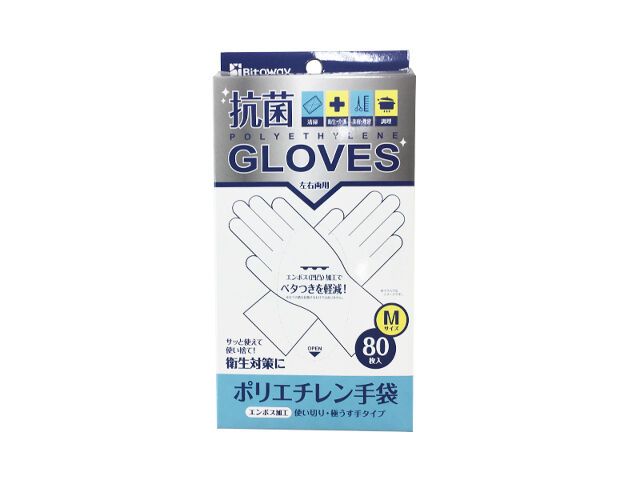 Bitoway
抗菌
清掃
衛生・介護
調理
POLYETHYLENE
GLOVES
左右両用
エンボス(凹凸)加工で
ベタつきを軽減!
Mサイズ
80枚入
サッと使えて
使い捨て!
衛生対策に
OPEN
ポリエチレン手袋
エンボス加工 使い切り・極うす手タイプ